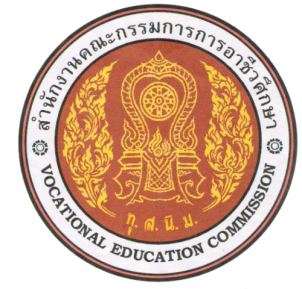 สำนักงานคณะกรรมการการอาชีวศึกษา
ทุ. ส. นิ. ม.
VOCATIONAL EDUCATION COMMISSION